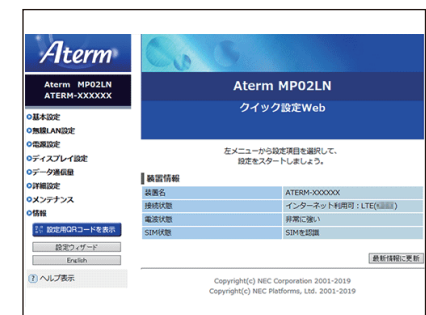 Aterm
Aterm MP02LN
ATERM-XXXXXX
基本設定
無線LAN設定
電源設定
ディスプレイ設定
データ通信量
詳細設定
メンテナンス
情報
設定用QRコードを表示
設定ウィザード
English
? ヘルプ表示
Aterm MP02LN
クイック設定Web
左メニューから設定項目を選択して、
設定をスタートしましょう。
装置情報
装置名 ATERM-XXXXXX
接続状態 インターネット利用可：LTE(
電波状態 非常に強い
SIM状態 SIMを認識
最新情報に更新
Copyright(c) NEC Corporation 2001-2019
Copyright(c) NEC Platforms, Ltd. 2001-2019